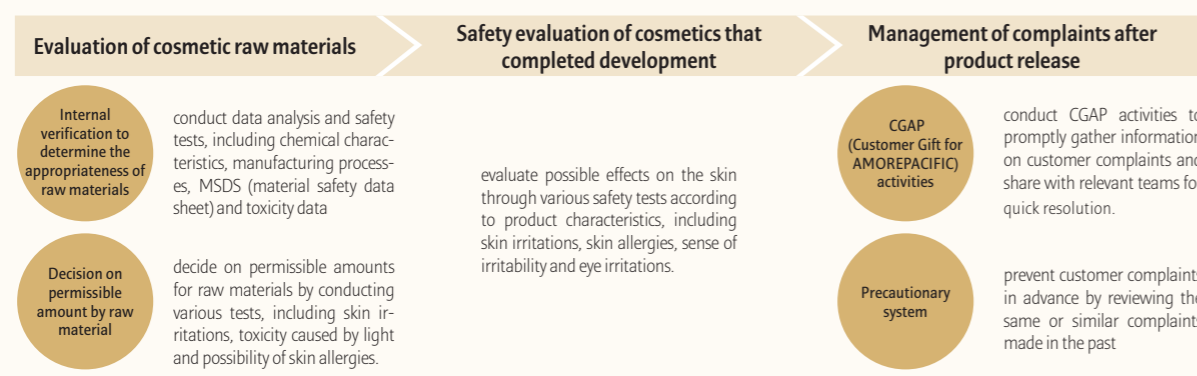 Evaluation of cosmetic raw materials
Internal
verification to
determine the
appropriateness of
raw materials
conduct data analysis and safety
tests, including chemical charac-
teristics, manufacturing process-
es, MSDS (material safety data
sheet) and toxicity data
Decision on
permissible
amount by raw
material
decide on permissible amounts
for raw materials by conducting
various tests, including skin ir-
ritations, toxicity caused by light
and possibility of skin allergies.
Safety evaluation of cosmetics that
completed development
evaluate possible effects on the skin
through various safety tests according
to product characteristics, including
skin irritations, skin allergies, sense of
irritability and eye irritations.
Management of complaints after
product release
CGAP
(Customer Gift for
AMOREPACIFIC)
activities
conduct CGAP activities to
promptly gather information
on customer complaints and
share with relevant teams fo
quick resolution.
Precautionary
system
prevent customer complaints
in advance by reviewing the
same or similar complaints
made in the past